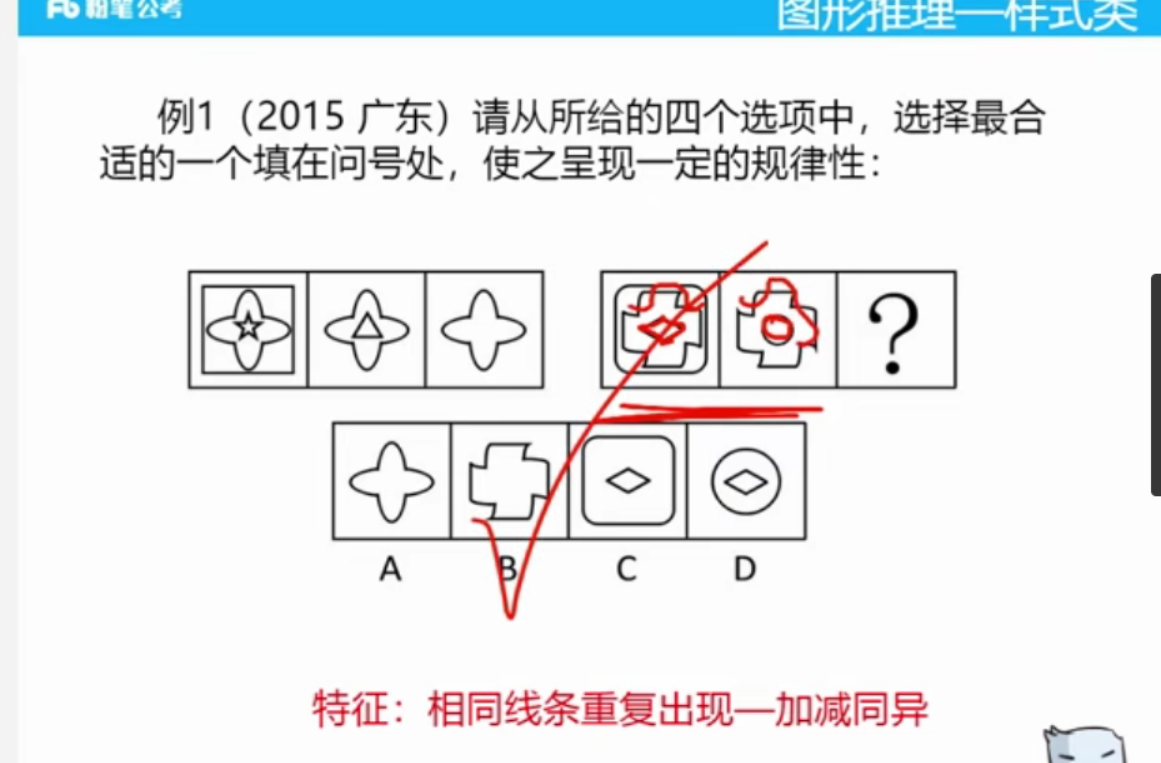 粉笔公考
图形推理—样式类
例1（2015 广东）请从所给的四个选项中，选择最合
适的一个填在问号处，使之呈现一定的规律性：
?
A B C D
特征：相同线条重复出现—加减同异